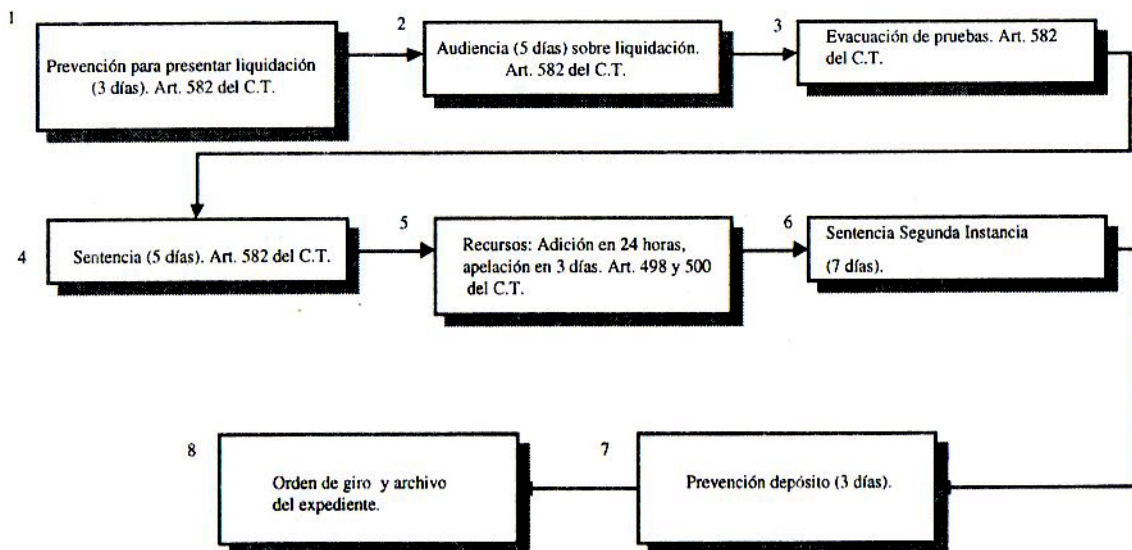 1
Prevención para presentar liquidación
(3 días). Art. 582 del C.T.
2
Audiencia (5 días) sobre liquidación.
Art. 582 del C.T.
3
Evacuación de pruebas. Art. 582
del C.T.
4
Sentencia (5 días). Art. 582 del C.T.
5
Recursos: Adición en 24 horas,
apelación en 3 días. Art. 498 y 500
del C.T.
6
Sentencia Segunda Instancia
(7 días).
7
Prevención depósito (3 días).
8
Orden de giro y archivo
del expediente.